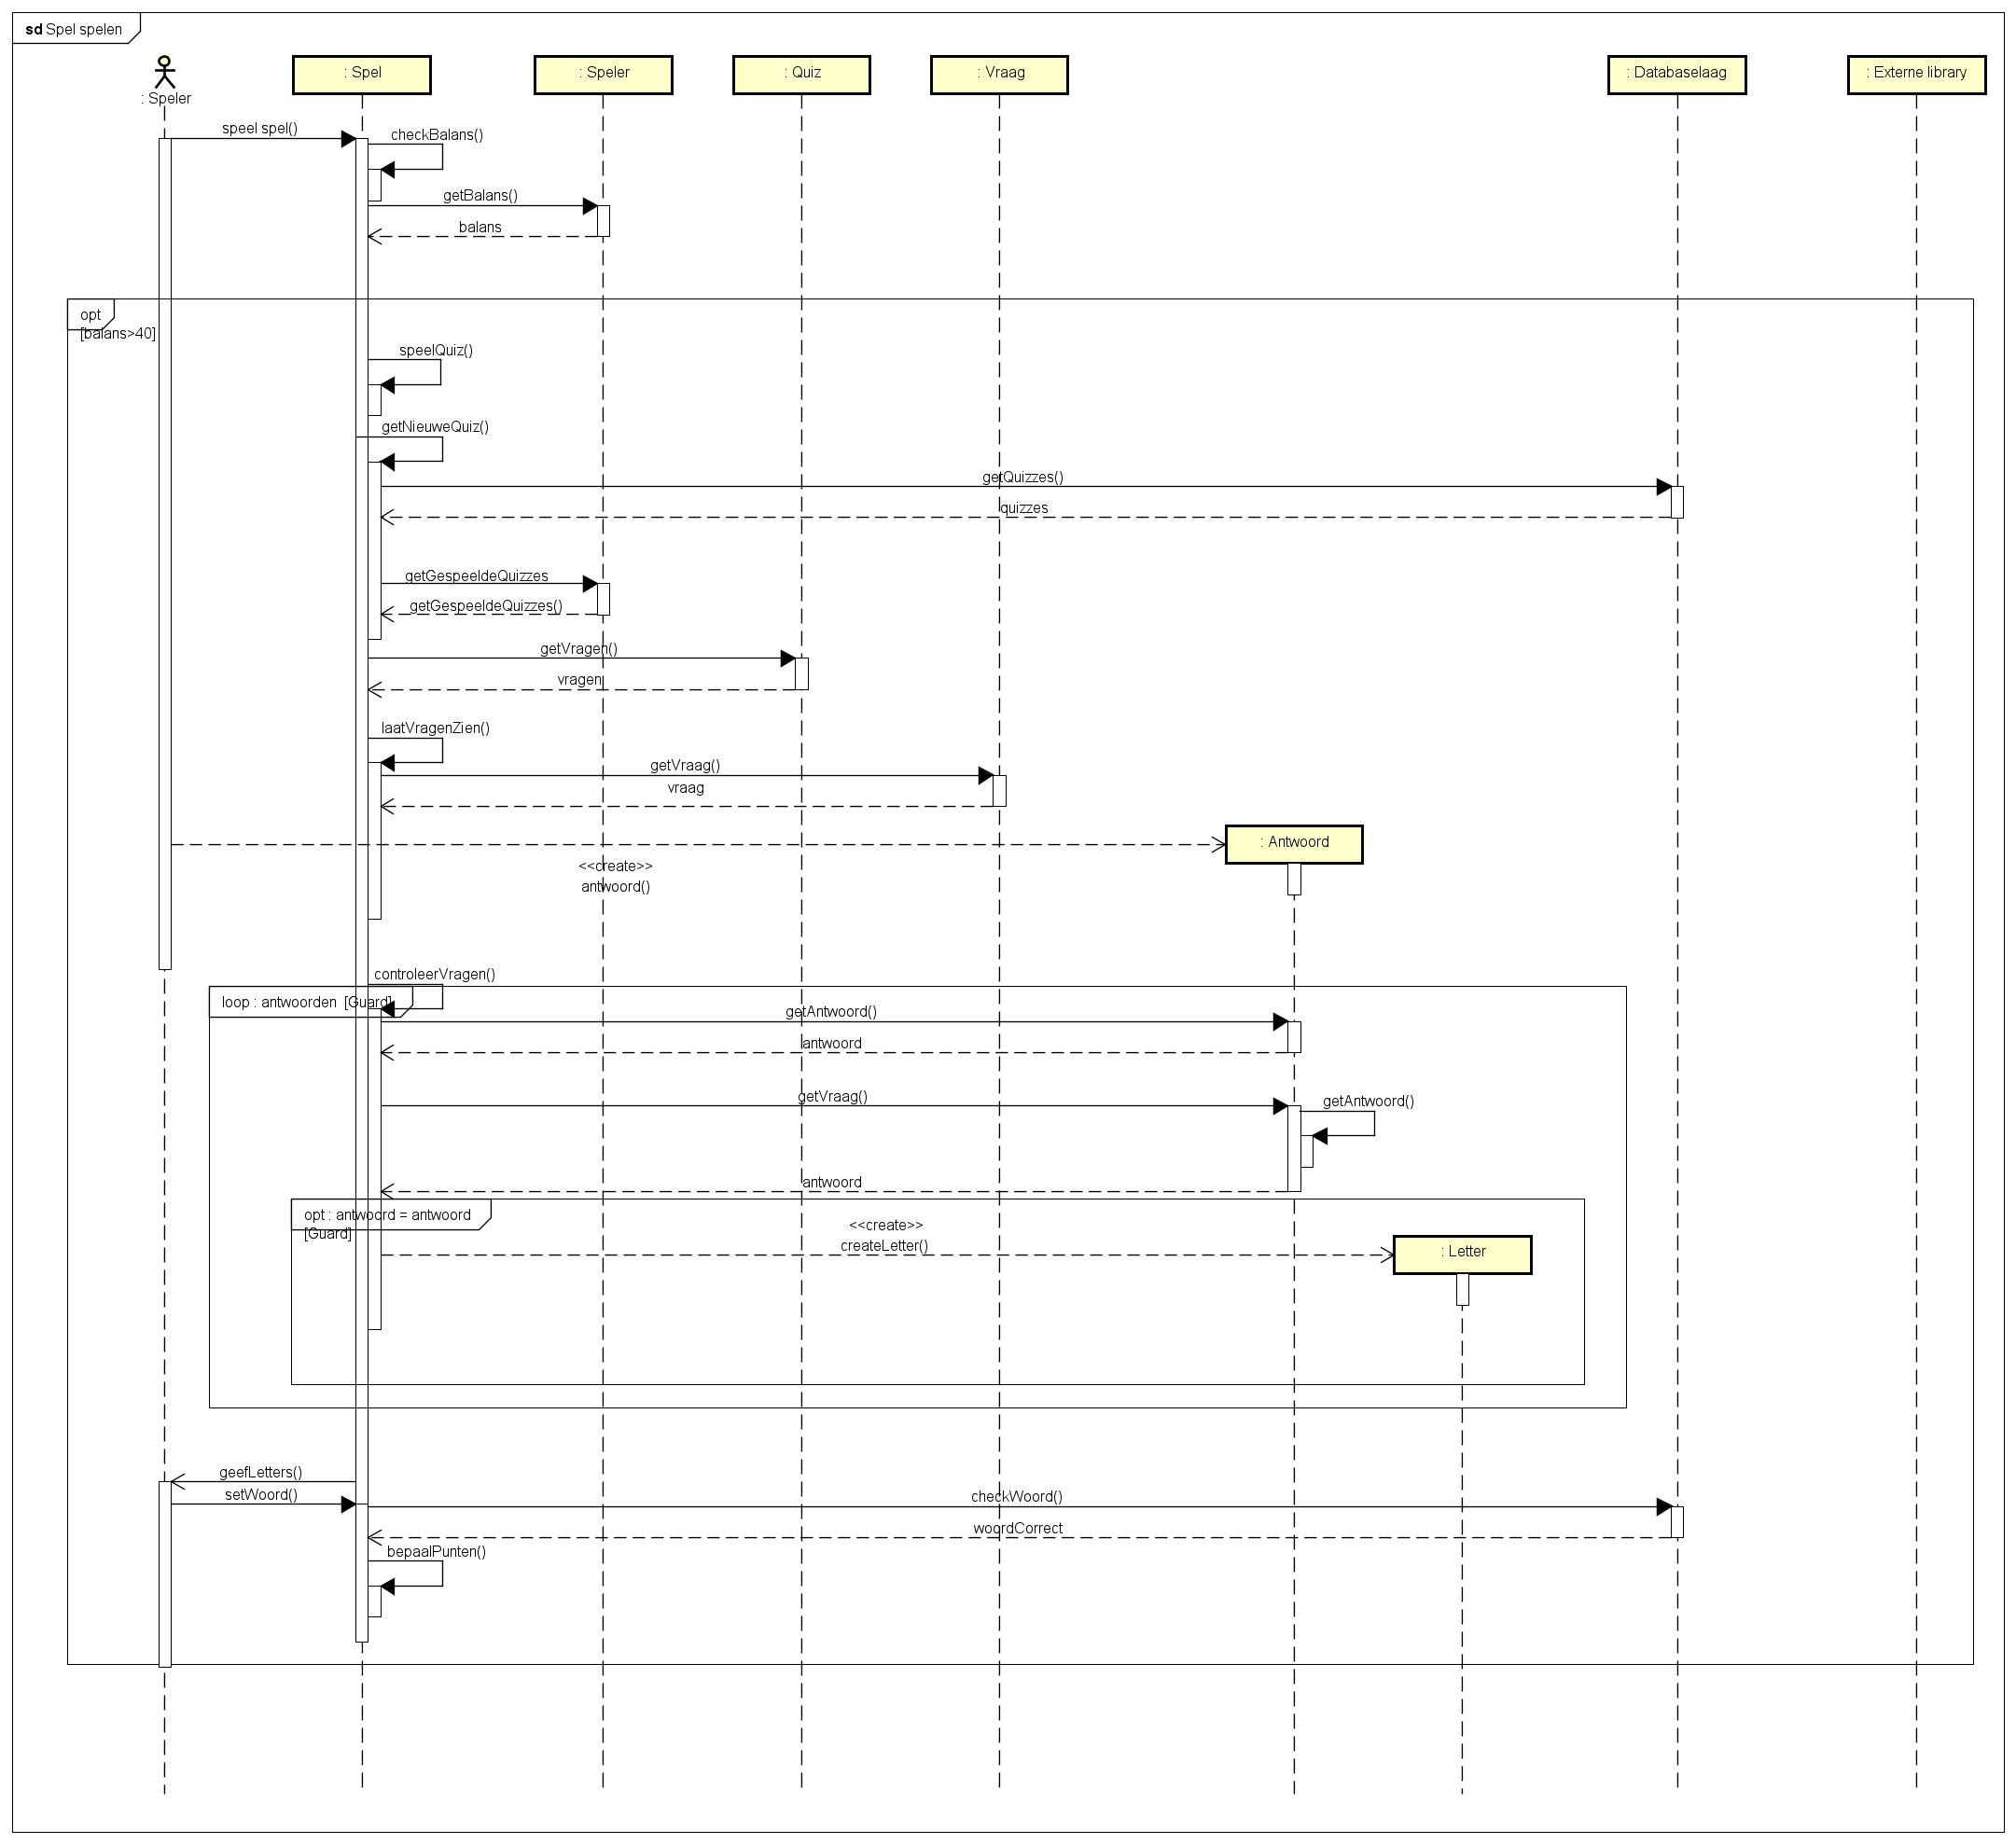 sd Spel spelen
: Speler
: Spel
: Speler
: Quiz
: Vraag
: Databaselaag
: Externe library
speel spel()
checkBalans()
getBalans()
balans
opt
[balans>40]
speelQuiz()
getNieuweQuiz()
getQuizzes()
quizzes
getGespeeldeQuizzes
getGespeeldeQuizzes()
getVragen()
vragen
laatVragenZien()
getVraag()
vraag
: Antwoord
<<create>>
antwoord()
controleerVragen()
loop : antwoorden [Guard]
getAntwoord()
antwoord
getVraag()
getAntwoord()
antwoord
opt : antwoord = antwoord
[Guard]
<<create>>
createLetter()
: Letter
geefLetters()
setWoord()
checkWoord()
woordCorrect
bepaalPunten()